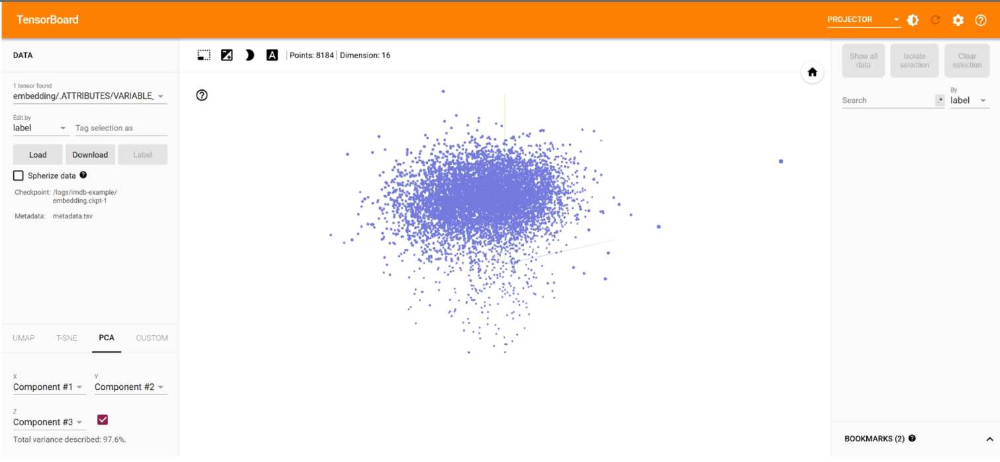 TensorBoard
PROJECTOR
DATA
A
Points: 8184
Dimension: 16
Show all
data
Isolate
selection
Clear
selection
1 tensor found
embedding/.ATTRIBUTES/VARIABLE_
By
Search
.*
label
Edit by
label
Tag selection as
Load
Download
Label
Spherize data
Checkpoint: /logs/imdb-example/
embedding.ckpt-1
Metadata: metadata.tsv
UMAP
T-SNE
PCA
CUSTOM
X
Y
Component #1
Component #2
Z
Component #3
Total variance described: 97.6%.
BOOKMARKS (2)